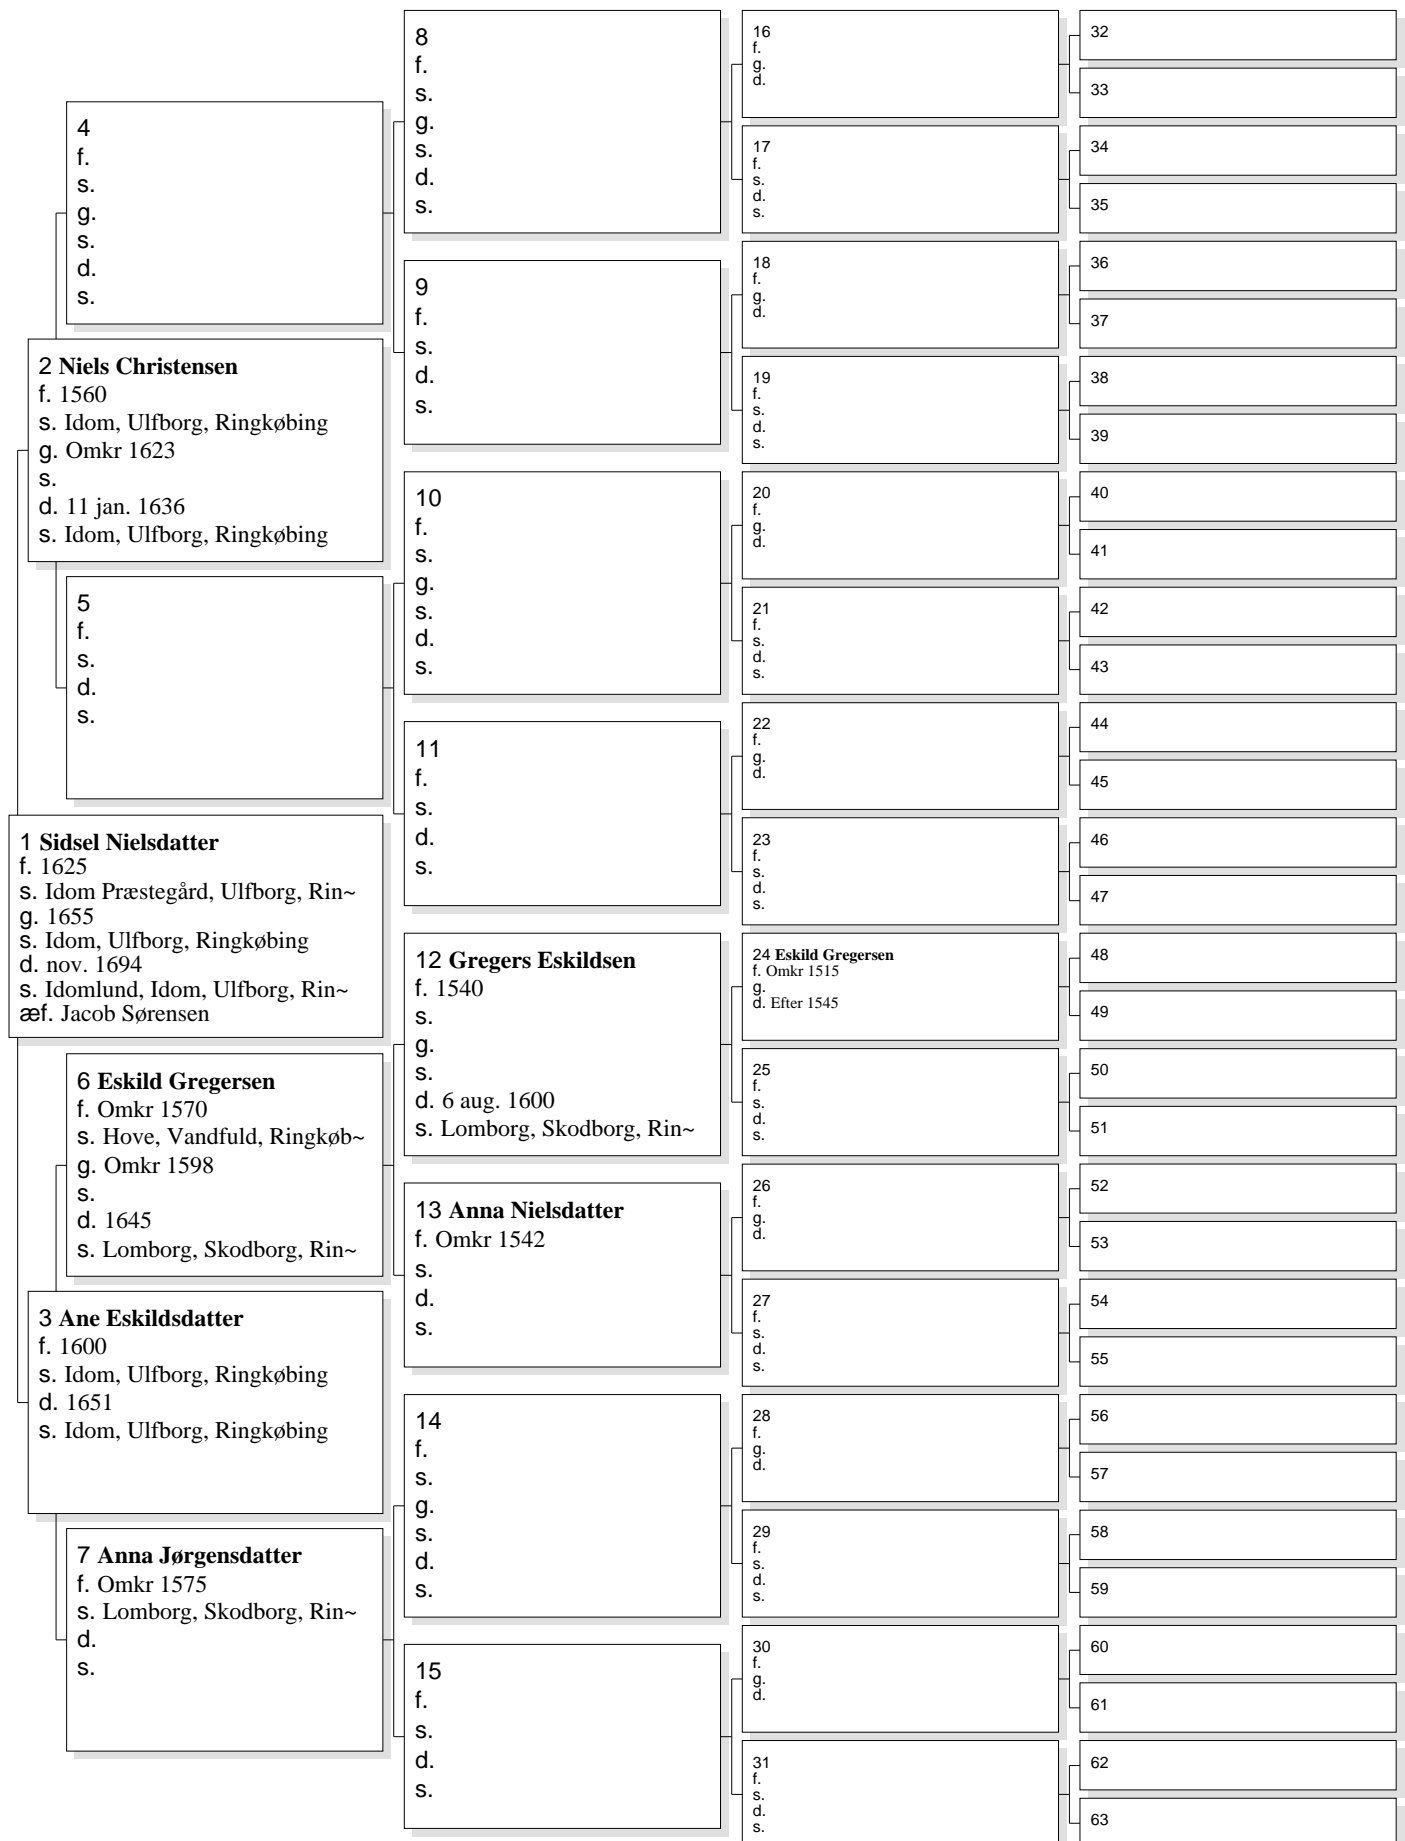 1 Sidsel Nielsdatter
f. 1625
s. Idom Præstegård, Ulfborg, Rin~
g. 1655
s. Idom, Ulfborg, Ringkøbing
d. nov. 1694
s. Idomlund, Idom, Ulfborg, Rin~
æf. Jacob Sørensen
2 Niels Christensen
f. 1560
s. Idom, Ulfborg, Ringkøbing
g. Omkr 1623
s.
d. 11 jan. 1636
s. Idom, Ulfborg, Ringkøbing
3 Ane Eskildsdatter
f. 1600
s. Idom, Ulfborg, Ringkøbing
d. 1651
s. Idom, Ulfborg, Ringkøbing
4
f.
s.
g.
s.
d.
s.
5
f.
s.
d.
s.
6 Eskild Gregersen
f. Omkr 1570
s. Hove, Vandfuld, Ringkøb~
g. Omkr 1598
s.
d. 1645
s. Lomborg, Skodborg, Rin~
7 Anna Jørgensdatter
f. Omkr 1575
s. Lomborg, Skodborg, Rin~
d.
s.
8
f.
s.
g.
s.
d.
s.
9
f.
s.
d.
s.
10
f.
s.
g.
s.
d.
s.
11
f.
s.
d.
s.
12 Gregers Eskildsen
f. 1540
s.
g.
s.
d. 6 aug. 1600
s. Lomborg, Skodborg, Rin~
13 Anna Nielsdatter
f. Omkr 1542
s.
d.
s.
14
f.
s.
g.
s.
d.
s.
15
f.
s.
d.
s.
16
f.
g.
d.
17
f.
s.
d.
s.
18
f.
g.
d.
19
f.
s.
d.
s.
20
f.
g.
d.
21
f.
s.
d.
s.
22
f.
g.
d.
23
f.
s.
d.
s.
24 Eskild Gregersen
f. Omkr 1515
g.
d. Efter 1545
25
f.
s.
d.
s.
26
f.
g.
d.
27
f.
s.
d.
s.
28
f.
g.
d.
29
f.
s.
d.
s.
30
f.
g.
d.
31
f.
s.
d.
s.
32
33
34
35
36
37
38
39
40
41
42
43
44
45
46
47
48
49
50
51
52
53
54
55
56
57
58
59
60
61
62
63